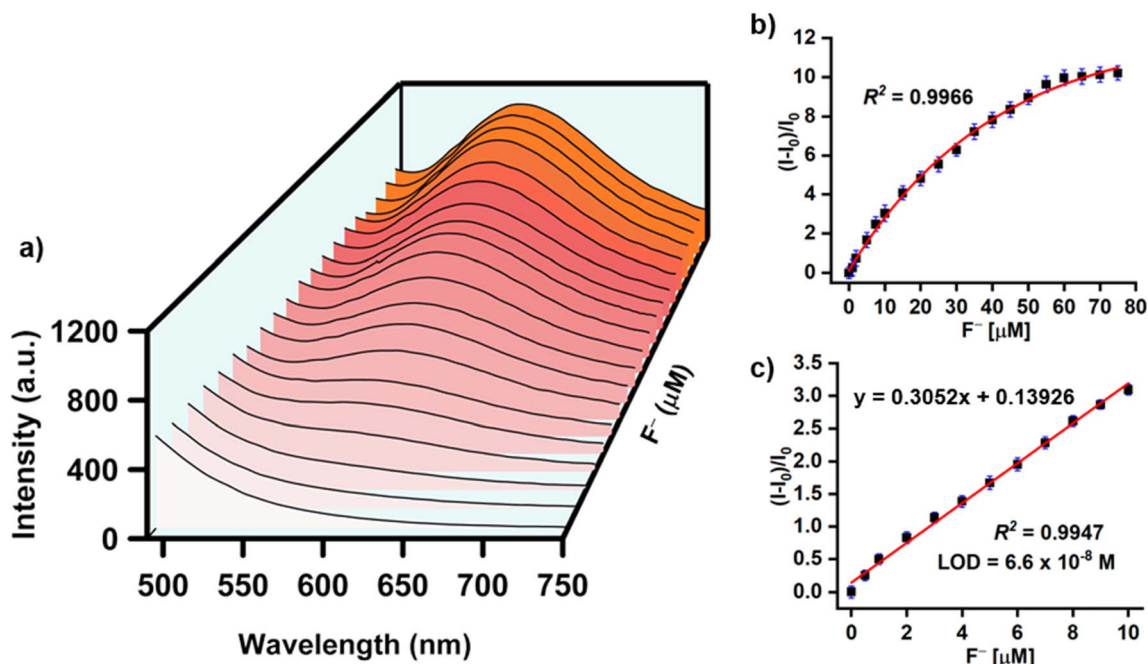 a)
1200
800
400
0
Intensity (a.u.)
500 550 600 650 700 750
Wavelength (nm)
F⁻ (μM)
b)
12
10
8
6
4
2
0
(I-I₀)/I₀
R² = 0.9966
0 10 20 30 40 50 60 70 80
F⁻ [μM]
c)
3.5
3.0
2.5
2.0
1.5
1.0
0.5
0.0
(I-I₀)/I₀
y = 0.3052x + 0.13926
R² = 0.9947
LOD = 6.6 x 10⁻⁸ M
0 2 4 6 8 10
F⁻ [μM]